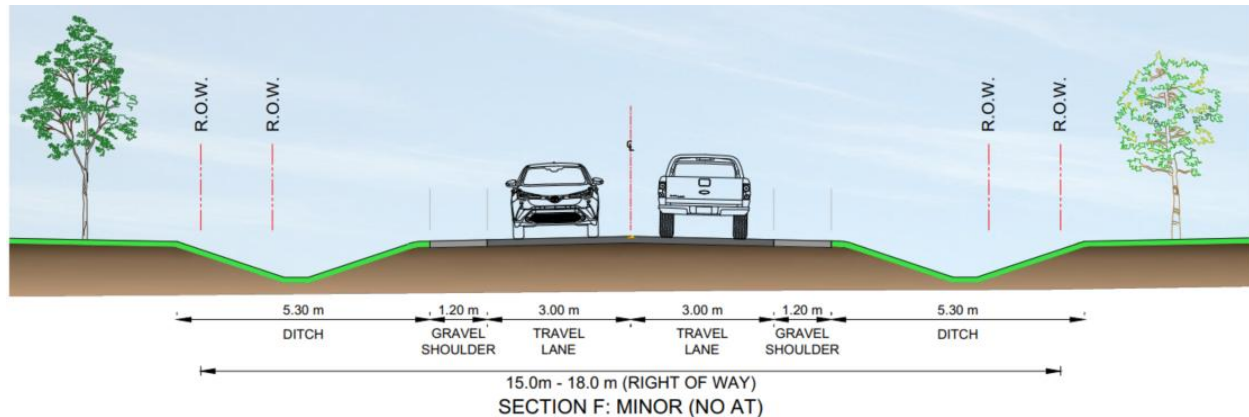 R.O.W.
R.O.W.
℄
R.O.W.
R.O.W.
5.30 m
1.20 m
3.00 m
3.00 m
1.20 m
5.30 m
DITCH
GRAVEL
SHOULDER
TRAVEL
LANE
TRAVEL
LANE
GRAVEL
SHOULDER
DITCH
15.0m - 18.0 m (RIGHT OF WAY)
SECTION F: MINOR (NO AT)